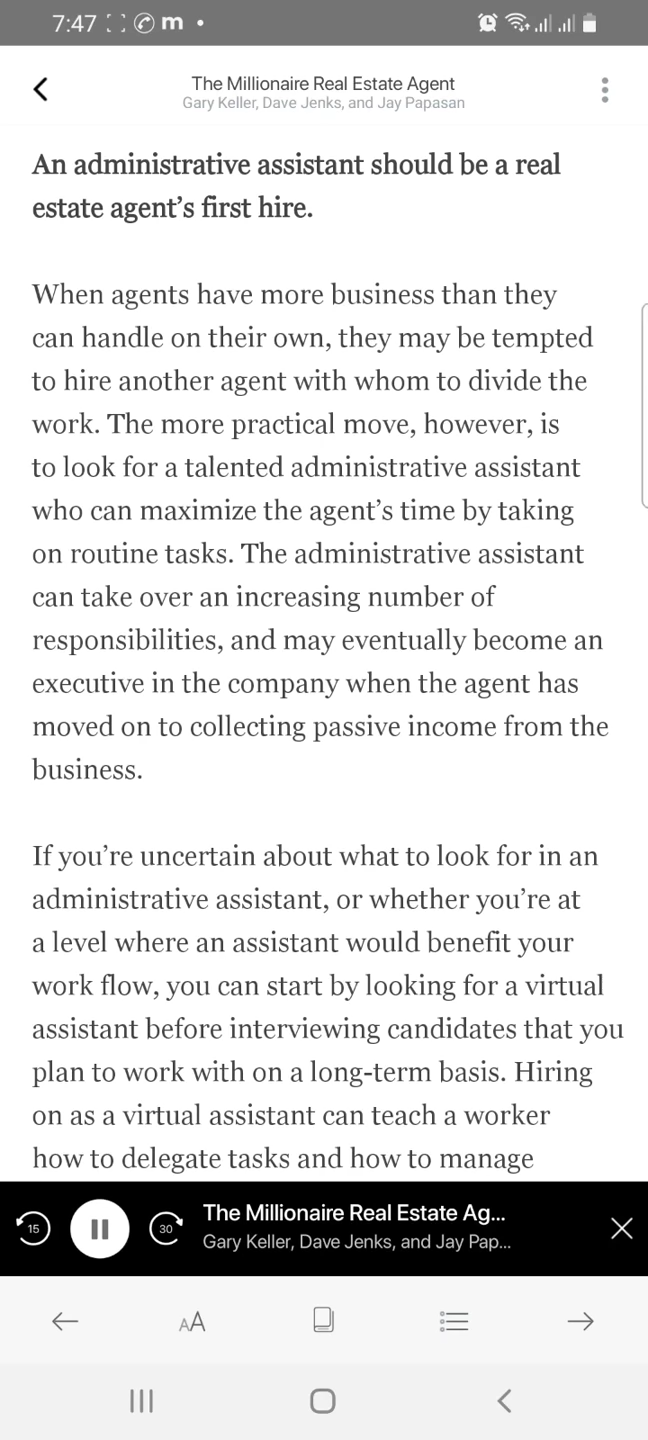 7:47 m
The Millionaire Real Estate Agent
Gary Keller, Dave Jenks, and Jay Papasan
An administrative assistant should be a real
estate agent’s first hire.
When agents have more business than they
can handle on their own, they may be tempted
to hire another agent with whom to divide the
work. The more practical move, however, is
to look for a talented administrative assistant
who can maximize the agent’s time by taking
on routine tasks. The administrative assistant
can take over an increasing number of
responsibilities, and may eventually become an
executive in the company when the agent has
moved on to collecting passive income from the
business.
If you’re uncertain about what to look for in an
administrative assistant, or whether you’re at
a level where an assistant would benefit your
work flow, you can start by looking for a virtual
assistant before interviewing candidates that you
plan to work with on a long-term basis. Hiring
on as a virtual assistant can teach a worker
how to delegate tasks and how to manage
15
30
The Millionaire Real Estate Ag...
Gary Keller, Dave Jenks, and Jay Pap...
AA